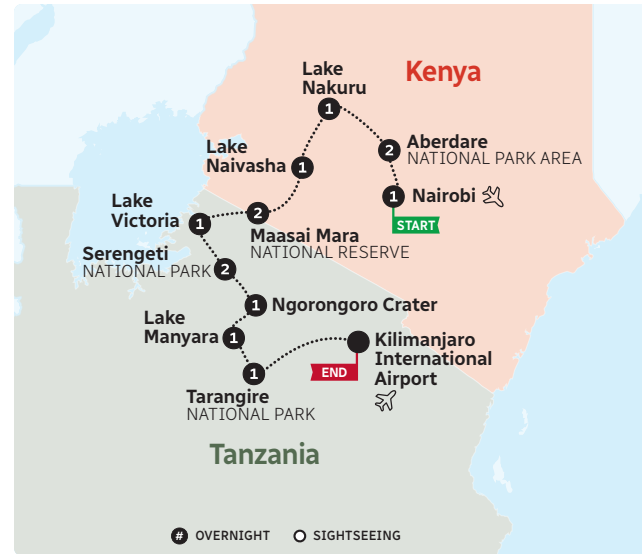 Kenya
Lake
Nakuru
1
Aberdare
NATIONAL PARK AREA
2
Lake
Naivasha
1
Nairobi
1
START
Lake
Victoria
1
Maasai Mara
NATIONAL RESERVE
2
Serengeti
NATIONAL PARK
2
Ngorongoro Crater
1
Lake
Manyara
1
Kilimanjaro
International
Airport
END
1
Tarangire
NATIONAL PARK
Tanzania
# OVERNIGHT
SIGHTSEEING